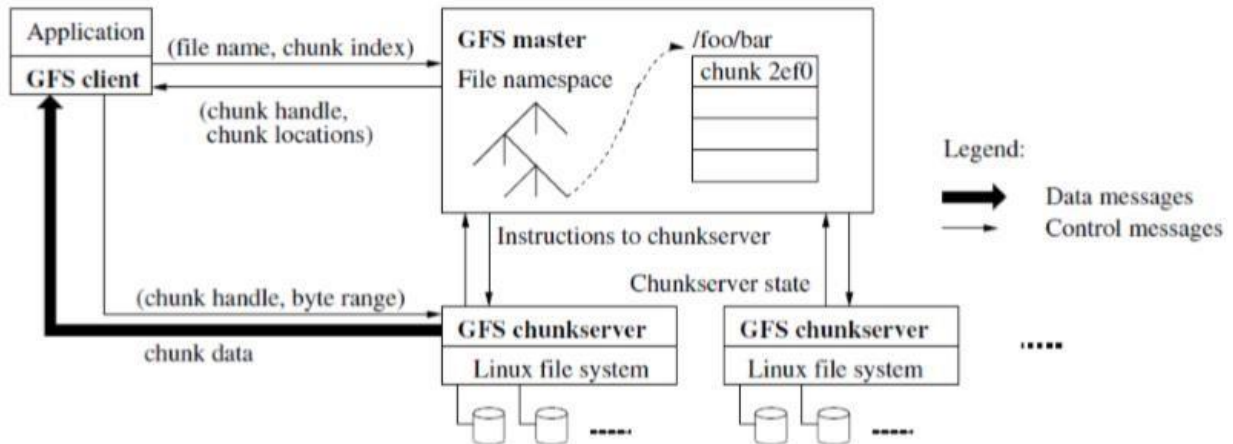 Application
GFS client
(file name, chunk index)
(chunk handle,
chunk locations)
GFS master
File namespace
/foo/bar
chunk 2ef0
Legend:
Data messages
Control messages
Instructions to chunkserver
Chunkserver state
(chunk handle, byte range)
chunk data
GFS chunkserver
Linux file system
GFS chunkserver
Linux file system